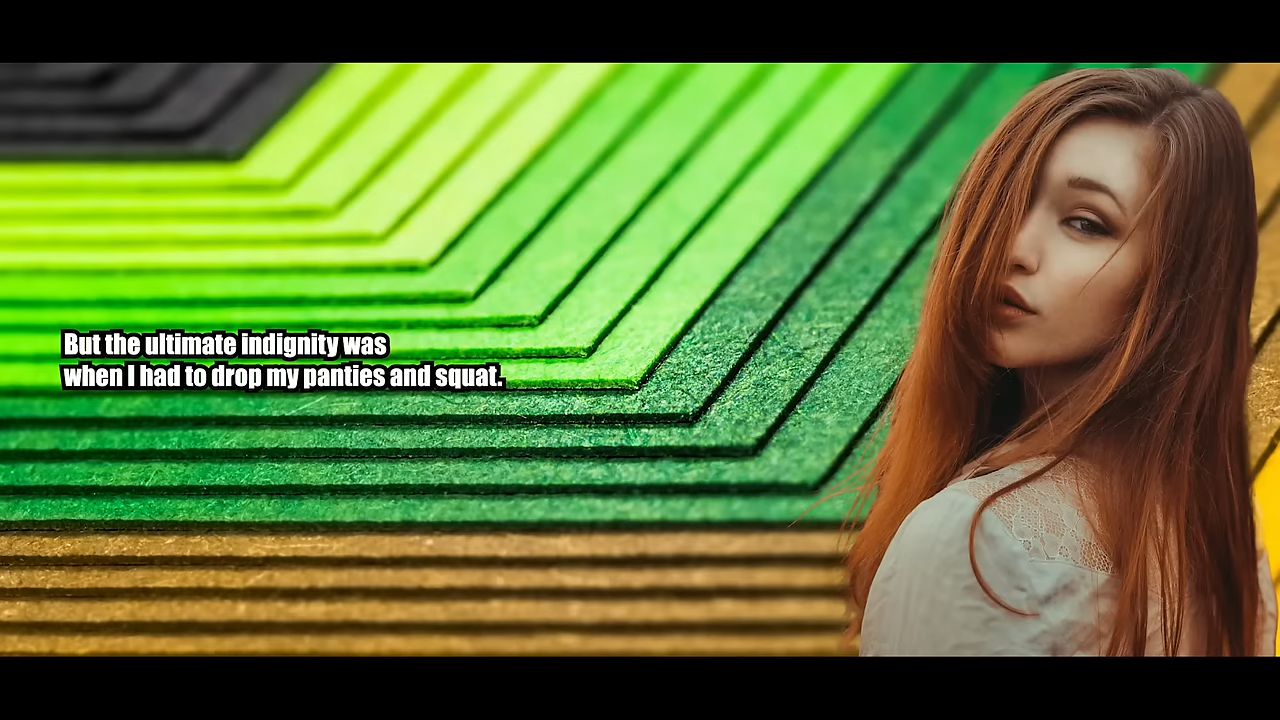 But the ultimate indignity was
when I had to drop my panties and squat.